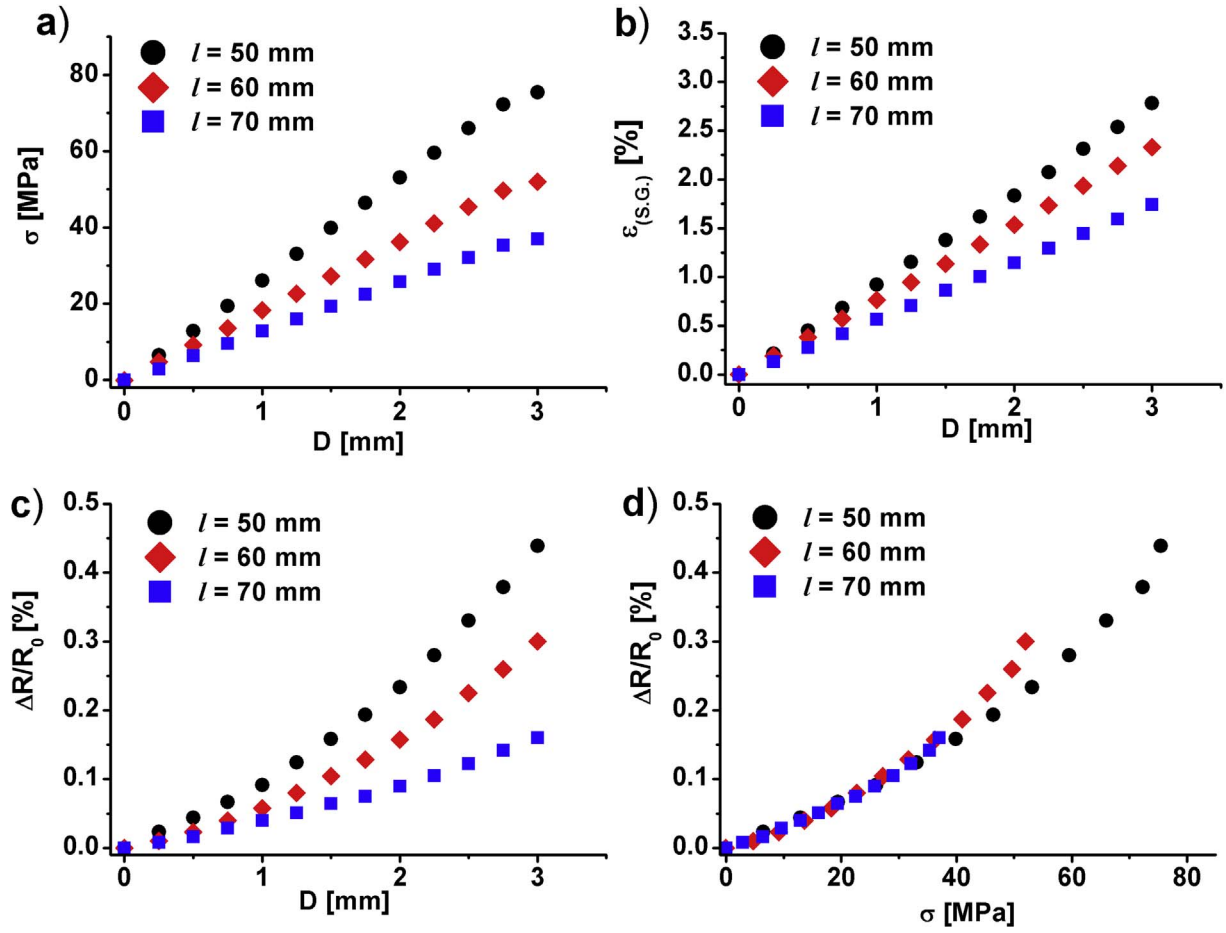 a)
l = 50 mm
l = 60 mm
l = 70 mm
σ [MPa]
80
60
40
20
0
0 1 2 3
D [mm]
b)
l = 50 mm
l = 60 mm
l = 70 mm
ε(S.G.) [%]
3.5
3.0
2.5
2.0
1.5
1.0
0.5
0.0
0 1 2 3
D [mm]
c)
l = 50 mm
l = 60 mm
l = 70 mm
ΔR/R0 [%]
0.5
0.4
0.3
0.2
0.1
0.0
0 1 2 3
D [mm]
d)
l = 50 mm
l = 60 mm
l = 70 mm
ΔR/R0 [%]
0.5
0.4
0.3
0.2
0.1
0.0
0 20 40 60 80
σ [MPa]